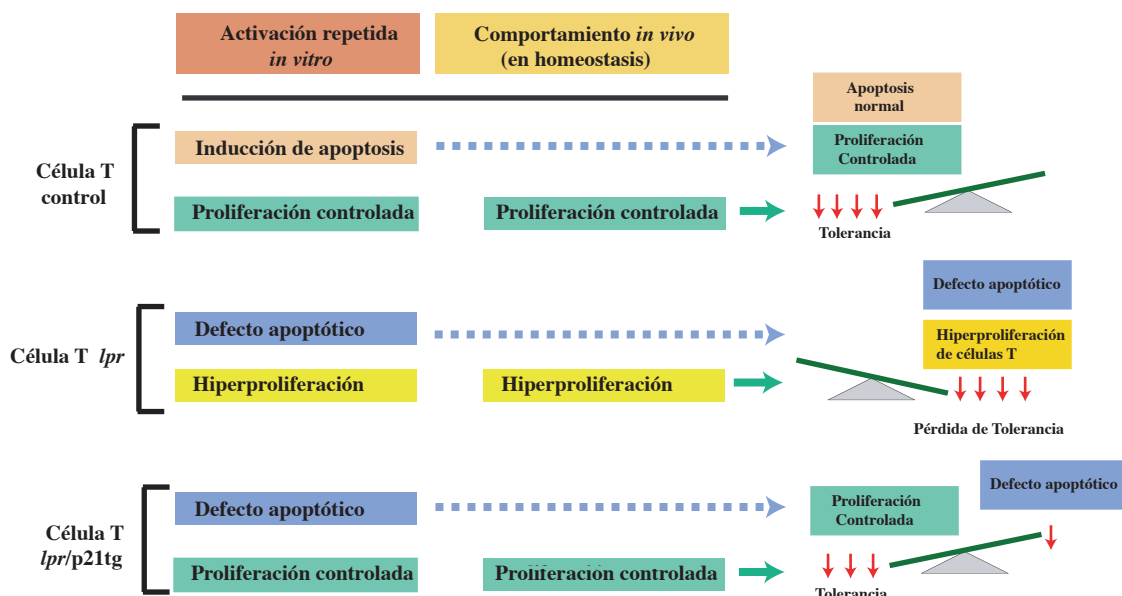 Activación repetida
in vitro
Comportamiento in vivo
(en homeostasis)
Apoptosis
normal
Célula T
control
Inducción de apoptosis
Proliferación
Controlada
Proliferación controlada
Proliferación controlada
Tolerancia
Célula T lpr
Defecto apoptótico
Defecto apoptótico
Hiperproliferación
Hiperproliferación
Hiperproliferación
de células T
Pérdida de Tolerancia
Célula T
lpr/p21tg
Defecto apoptótico
Proliferación
Controlada
Defecto apoptótico
Proliferación controlada
Proliferación controlada
Tolerancia